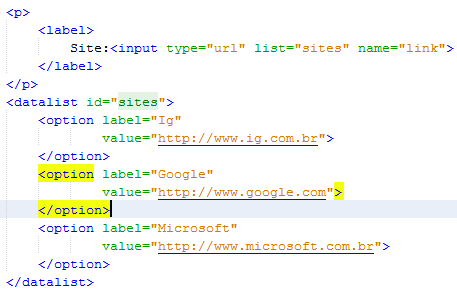 <p>
<label>
Site:<input type="url" list="sites" name="link">
</label>
</p>
<datalist id="sites">
<option label="Ig"
value="http://www.ig.com.br">
</option>
<option label="Google"
value="http://www.google.com">
</option>
<option label="Microsoft"
value="http://www.microsoft.com.br">
</option>
</datalist>